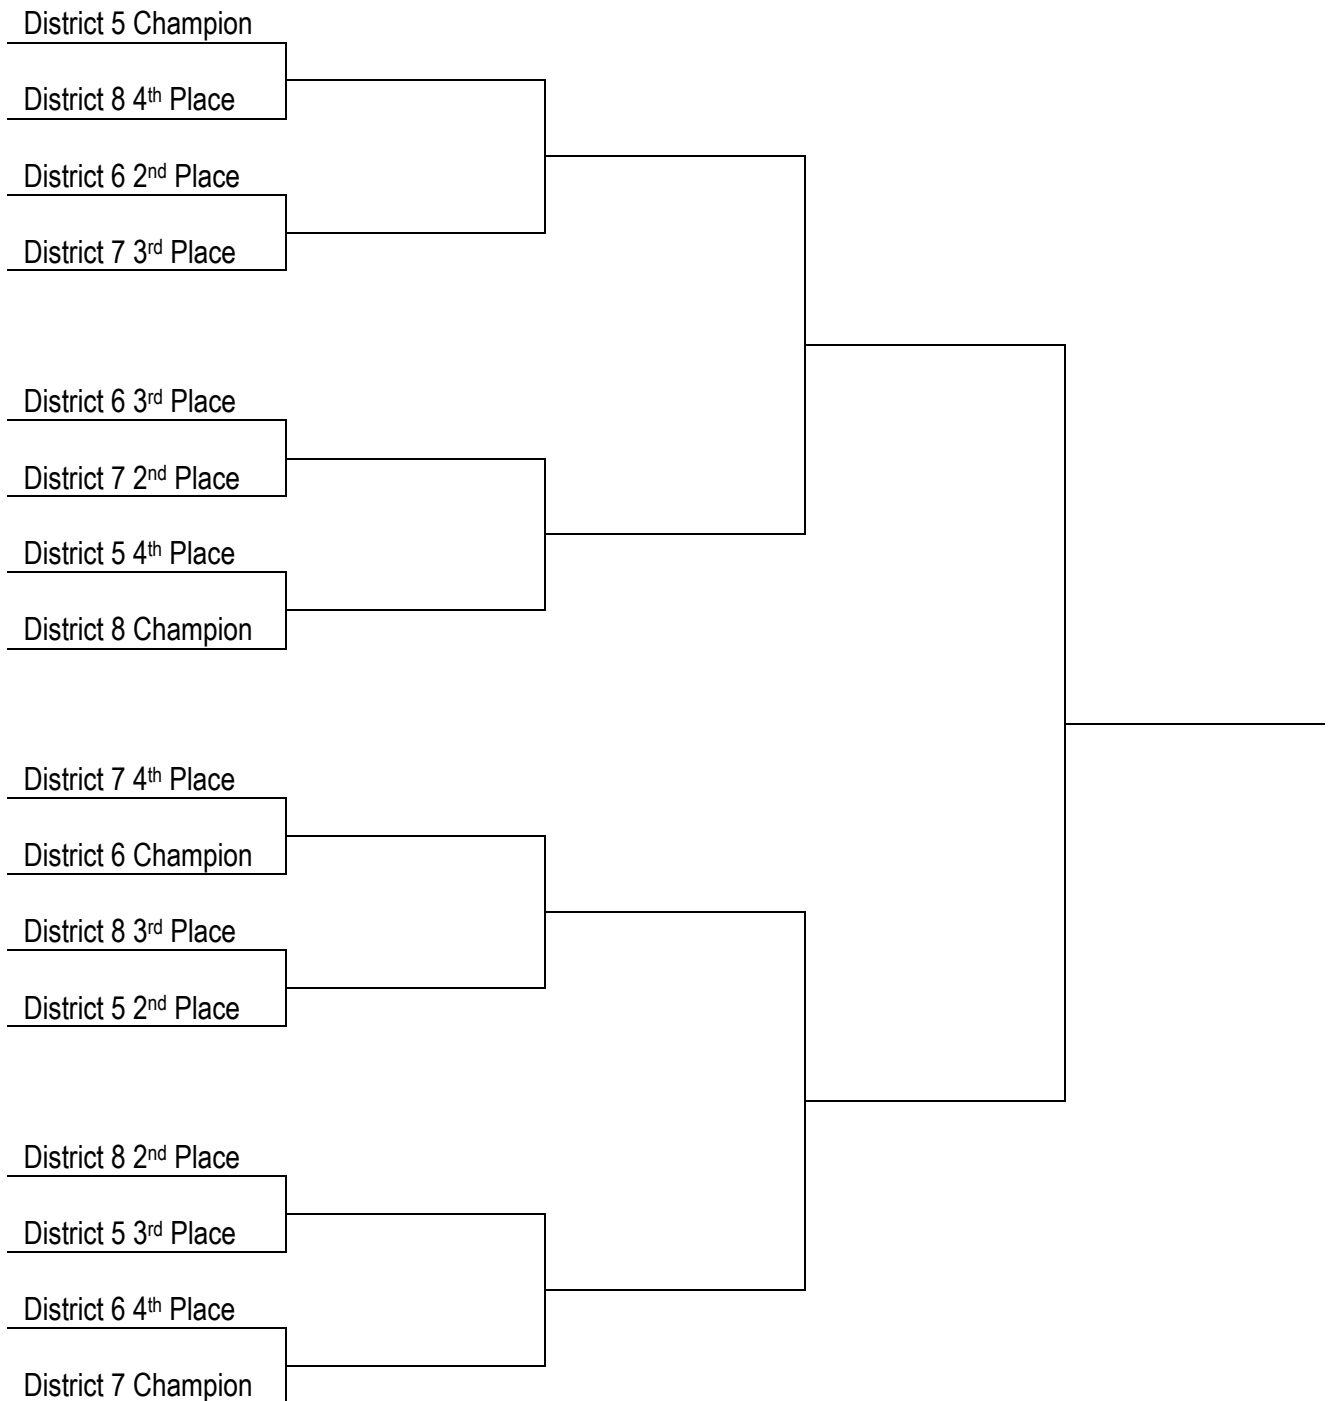 District 5 Champion
District 8 4th Place
District 6 2nd Place
District 7 3rd Place
District 6 3rd Place
District 7 2nd Place
District 5 4th Place
District 8 Champion
District 7 4th Place
District 6 Champion
District 8 3rd Place
District 5 2nd Place
District 8 2nd Place
District 5 3rd Place
District 6 4th Place
District 7 Champion